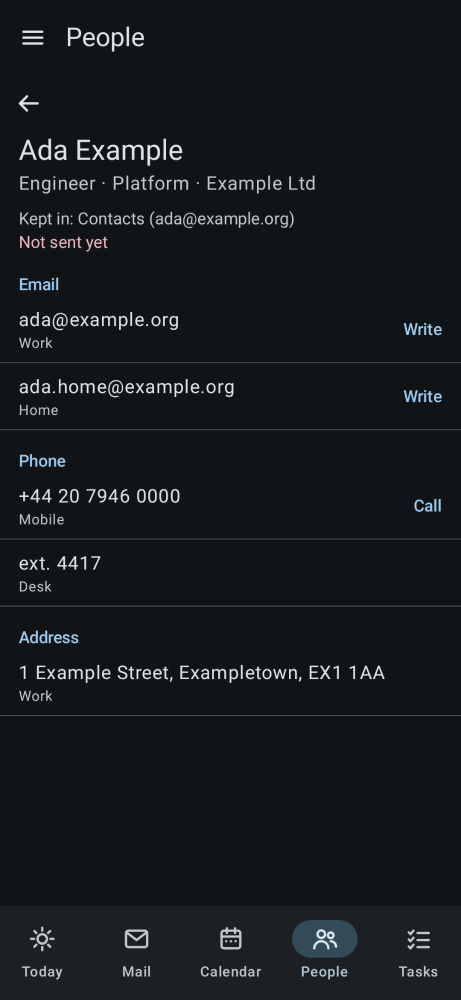 People
Ada Example
Engineer · Platform · Example Ltd
Kept in: Contacts (ada@example.org)
Not sent yet
Email
ada@example.org
Work
Write
ada.home@example.org
Home
Write
Phone
+44 20 7946 0000
Mobile
Call
ext. 4417
Desk
Address
1 Example Street, Exampletown, EX1 1AA
Work
Today
Mail
Calendar
People
Tasks